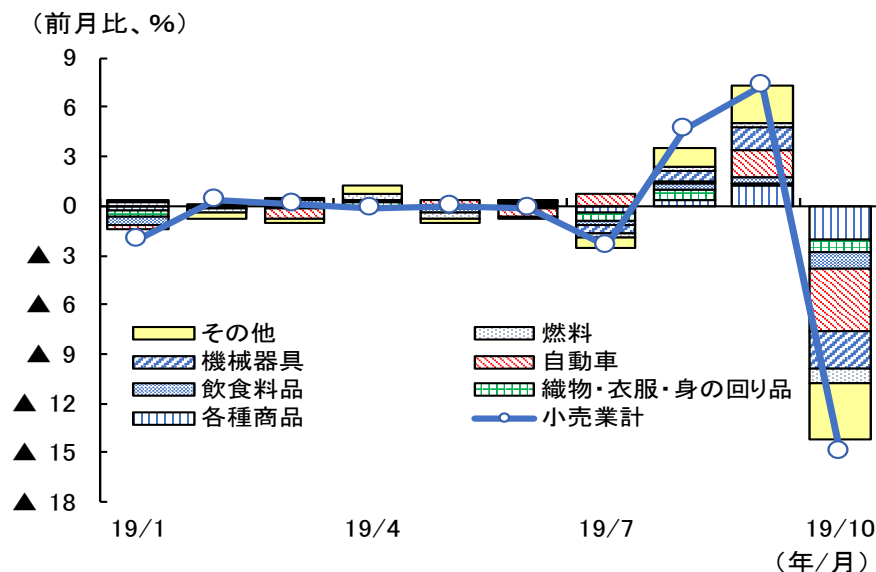 （前月比、%）
9
6
3
0
▲ 3
▲ 6
▲ 9
▲ 12
▲ 15
▲ 18
その他 燃料
機械器具 自動車
飲食料品 織物・衣服・身の回り品
各種商品 小売業計
19/1 19/4 19/7 19/10
（年/月）